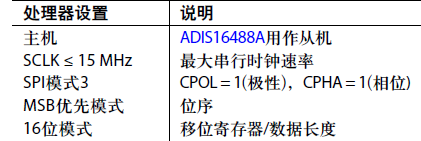 处理器设置 说明
主机 ADIS16488A用作从机
SCLK ≤ 15 MHz 最大串行时钟速率
SPI模式3 CPOL = 1(极性)，CPHA = 1(相位)
MSB优先模式 位序
16位模式 移位寄存器/数据长度